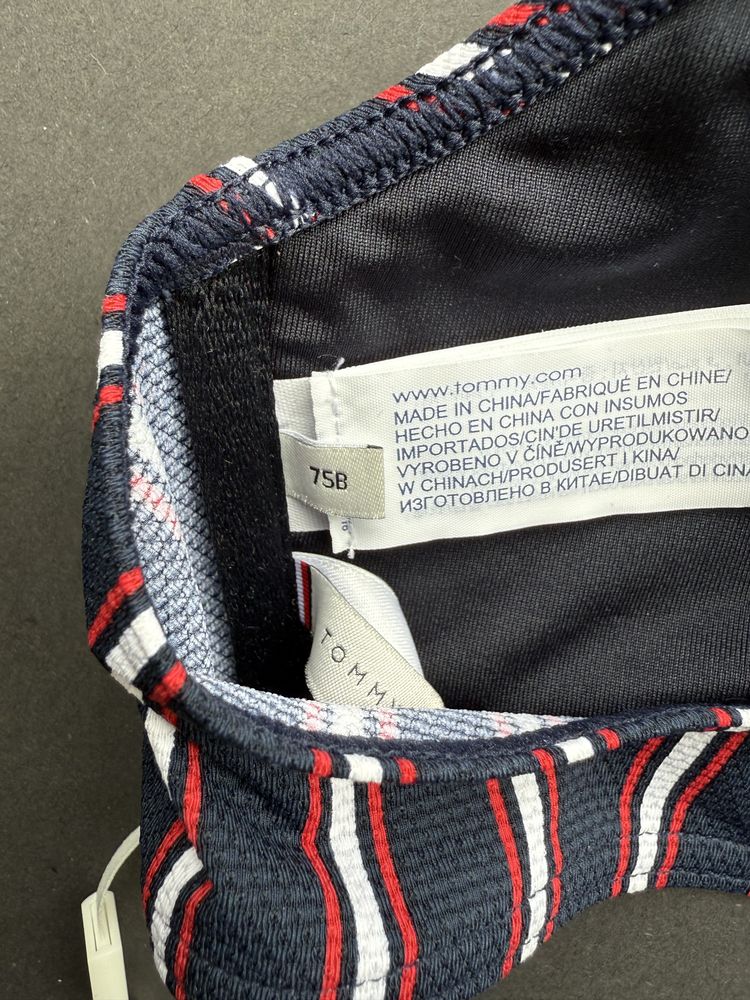 www.tommy.com
MADE IN CHINA/FABRIQUÉ EN CHINE/
HECHO EN CHINA CON INSUMOS
IMPORTADOS/CIN'DE URETILMISTIR/
VYROBENO V ČÍNĚ/WYPRODUKOWANO
W CHINACH/PRODUSERT I KINA/
ИЗГОТОВЛЕНО В КИТАЕ/DIBUAT DI CINA
75B
TOMMY